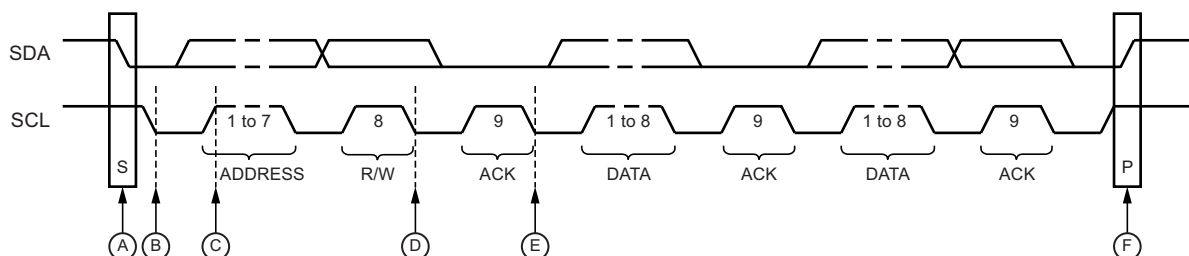 SDA
SCL
1 to 7 8 9 1 to 8 9 1 to 8 9
S ADDRESS R/W ACK DATA ACK DATA ACK P
A B C D E F